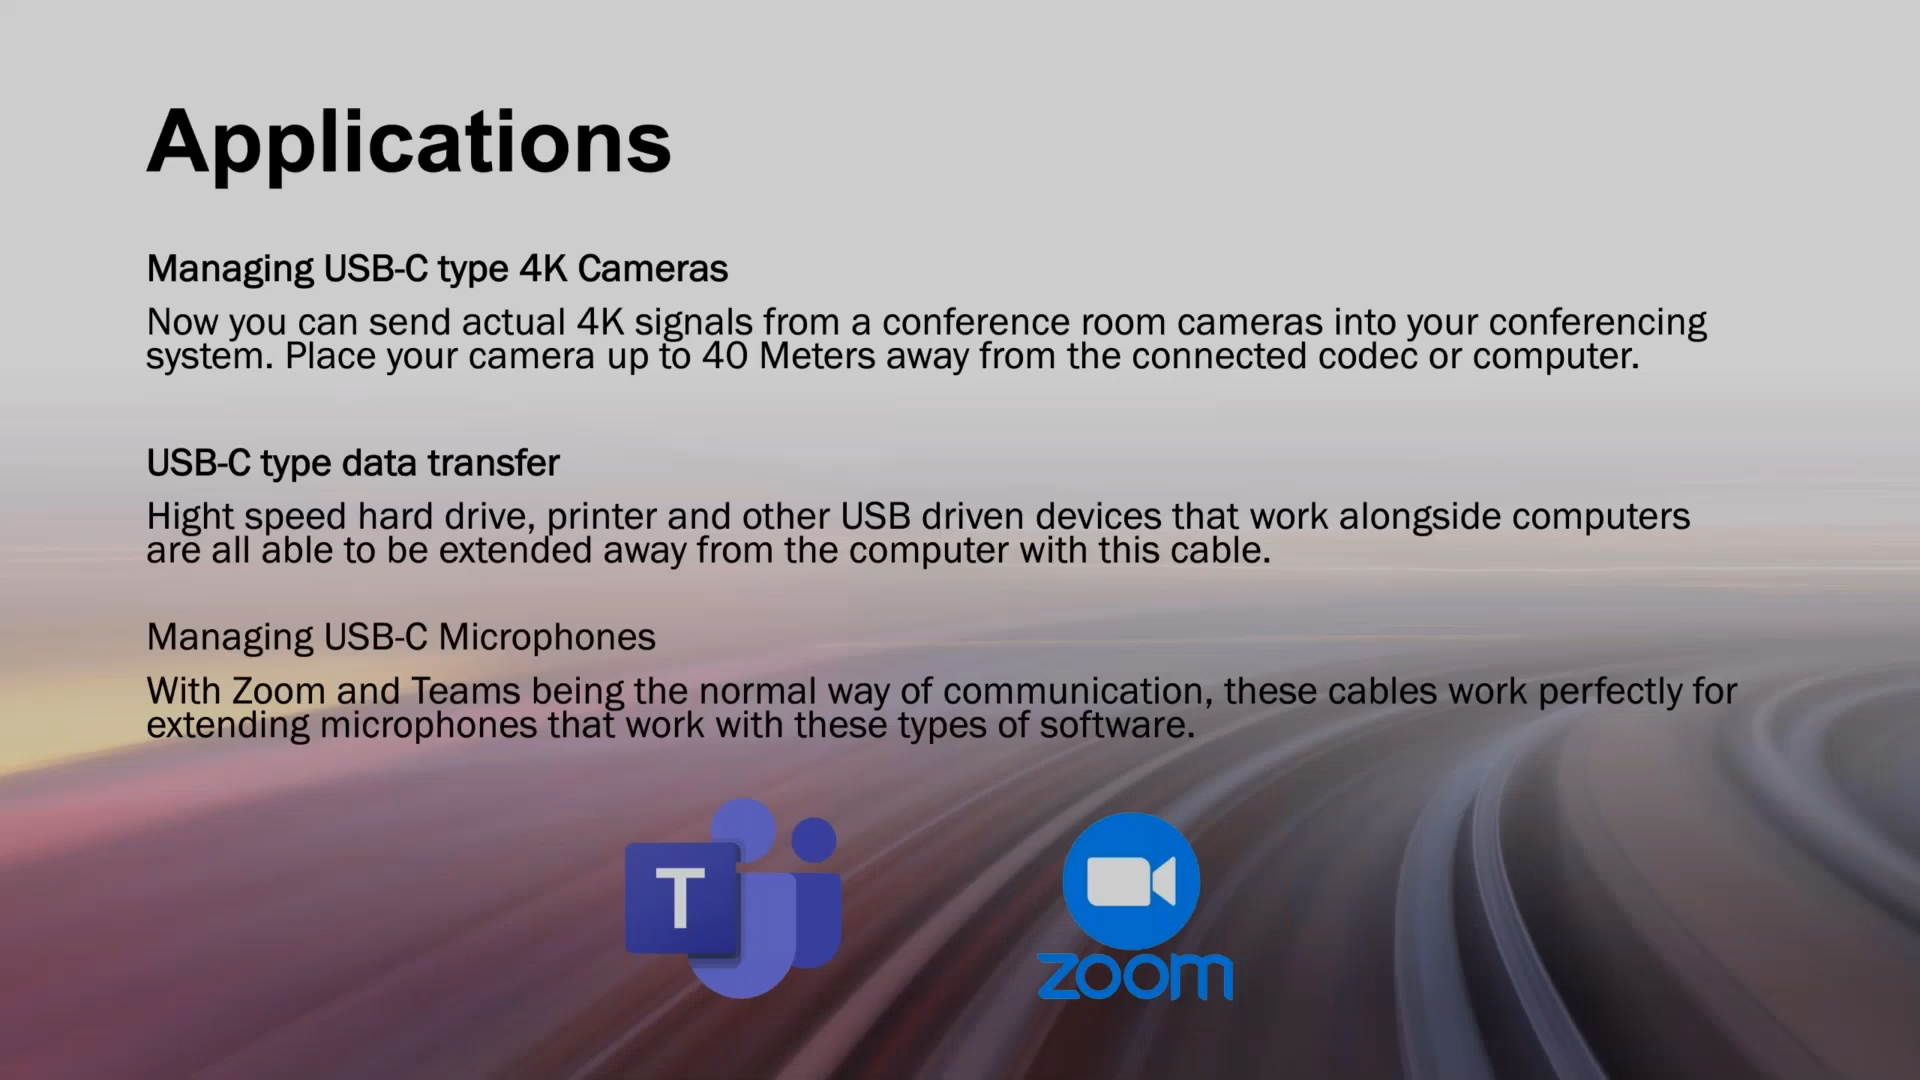 Applications
Managing USB-C type 4K Cameras
Now you can send actual 4K signals from a conference room cameras into your conferencing
system. Place your camera up to 40 Meters away from the connected codec or computer.
USB-C type data transfer
Hight speed hard drive, printer and other USB driven devices that work alongside computers
are all able to be extended away from the computer with this cable.
Managing USB-C Microphones
With Zoom and Teams being the normal way of communication, these cables work perfectly for
extending microphones that work with these types of software.
T
zoom